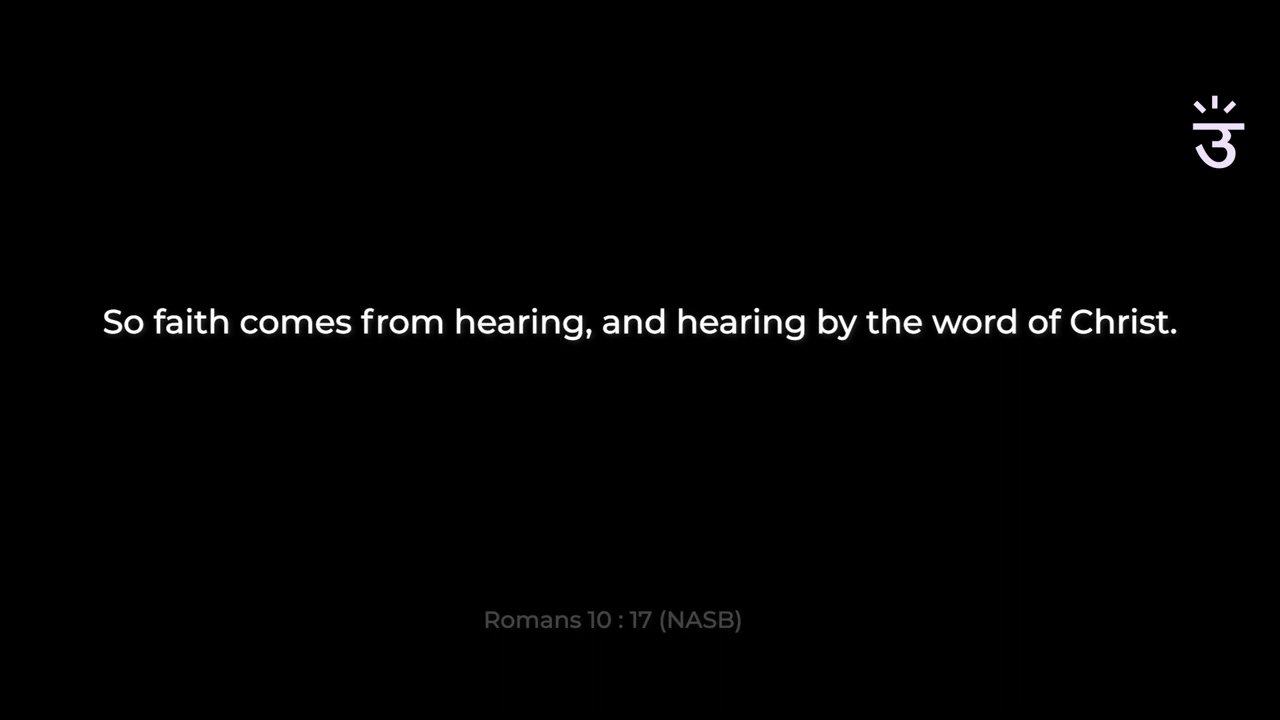 उ
So faith comes from hearing, and hearing by the word of Christ.
Romans 10 : 17 (NASB)